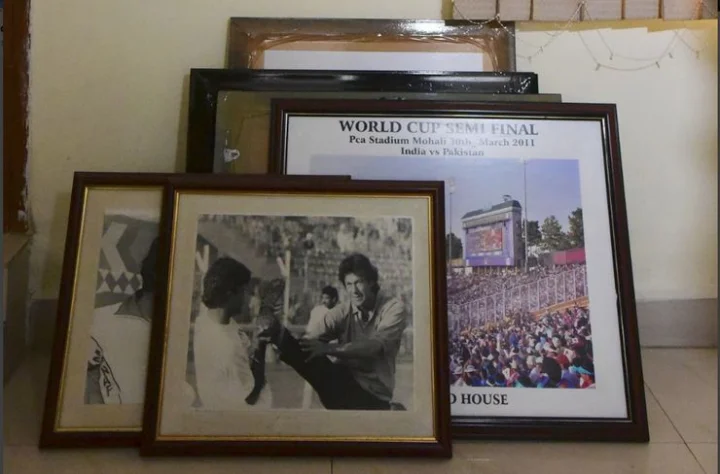 WORLD CUP SEMI FINAL
Pca Stadium Mohali 30th, March 2011
India vs Pakistan
HOUSE